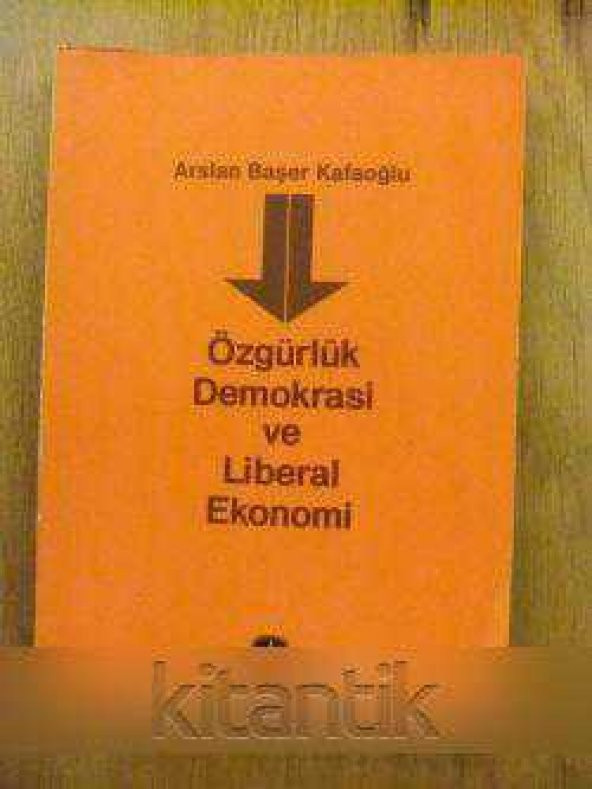 Arslan Başer Kafaoğlu
Özgürlük
Demokrasi
ve
Liberal
Ekonomi
kitantik